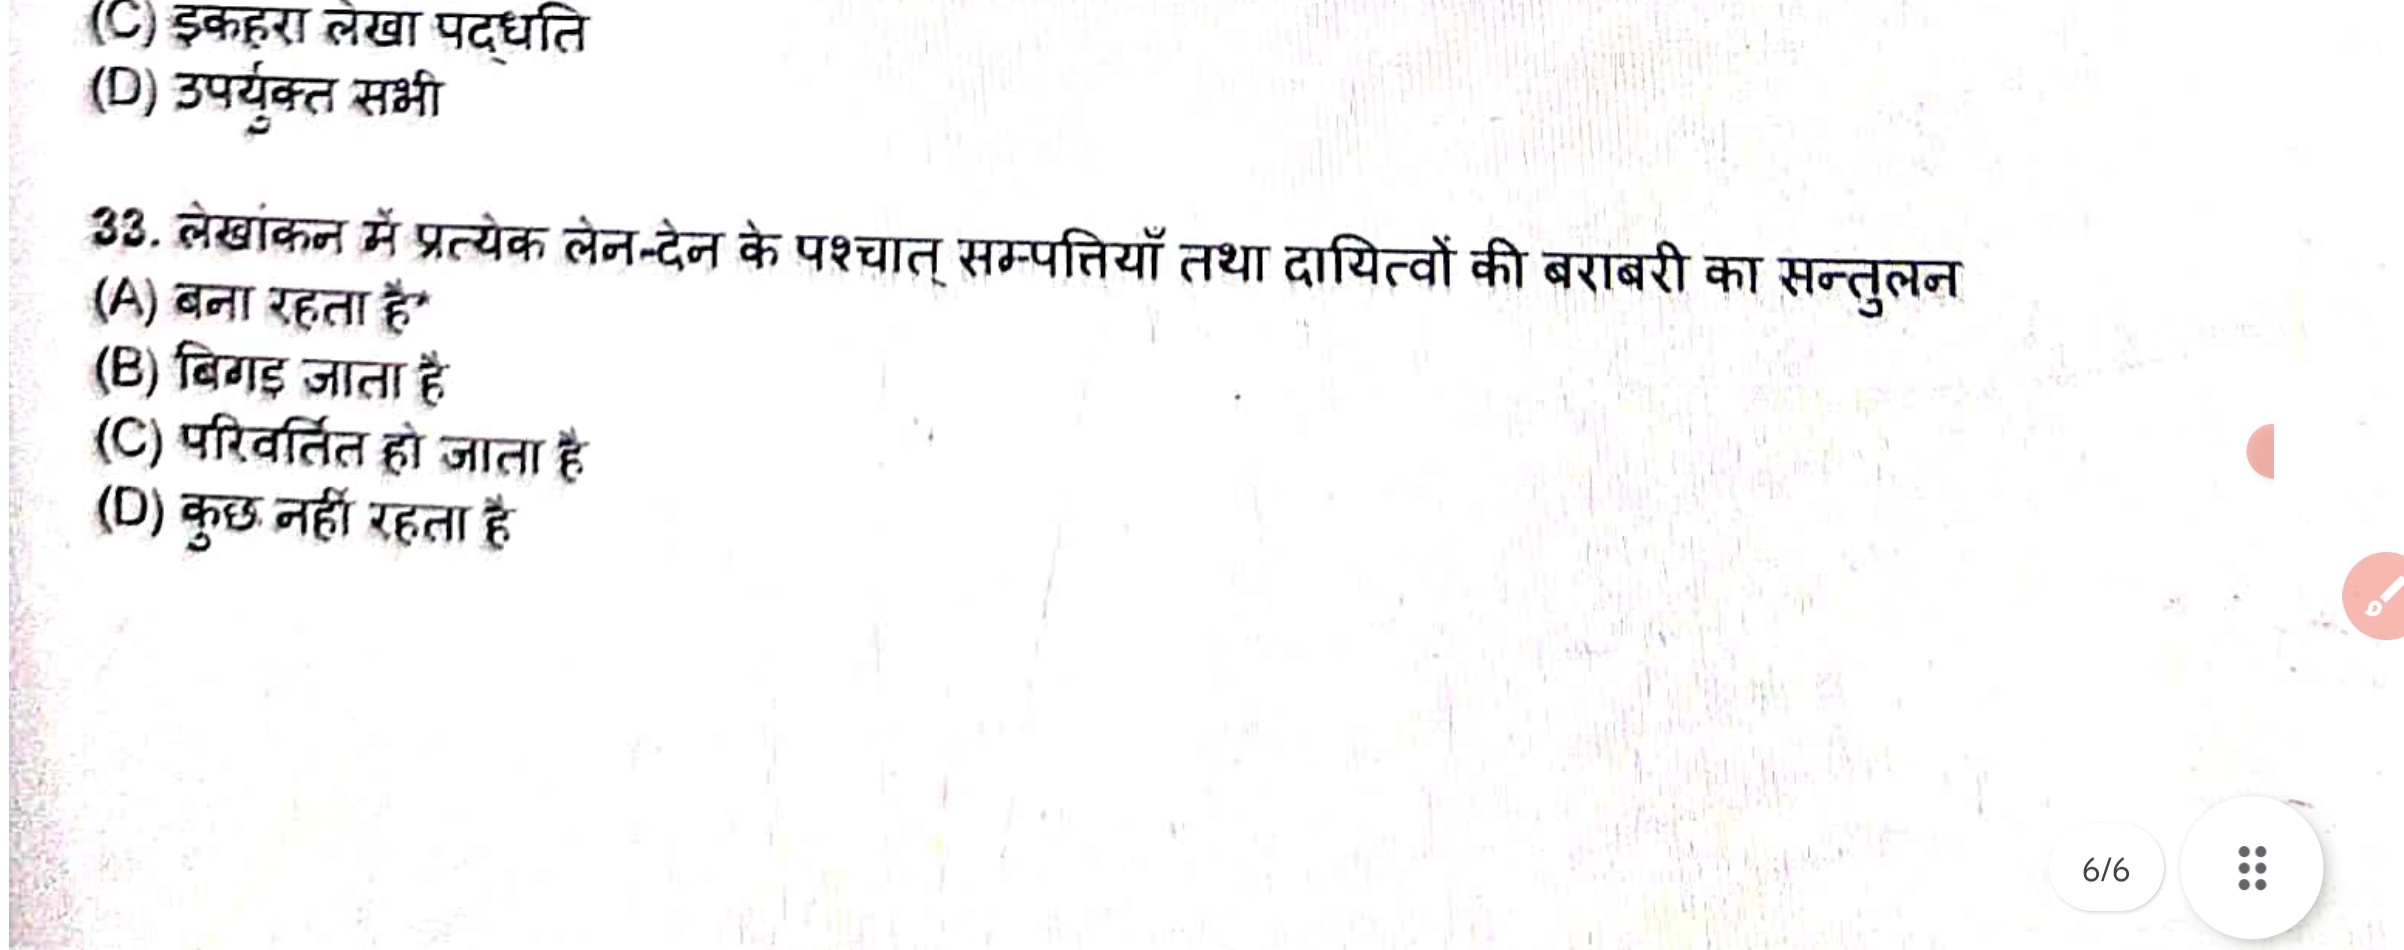 (C) इकहरा लेखा पद्धति
(D) उपर्युक्त सभी
33. लेखांकन में प्रत्येक लेन-देन के पश्चात् सम्पत्तियाँ तथा दायित्वों की बराबरी का सन्तुलन
(A) बना रहता है*
(B) बिगड़ जाता है
(C) परिवर्तित हो जाता है
(D) कुछ नहीं रहता है
6/6